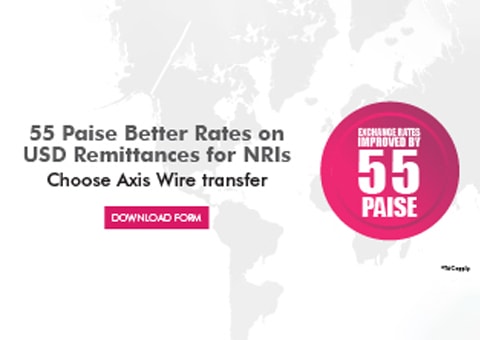 55 Paise Better Rates on
USD Remittances for NRIs
Choose Axis Wire transfer
DOWNLOAD FORM
EXCHANGE RATES
IMPROVED BY
55
PAISE
*T&C apply